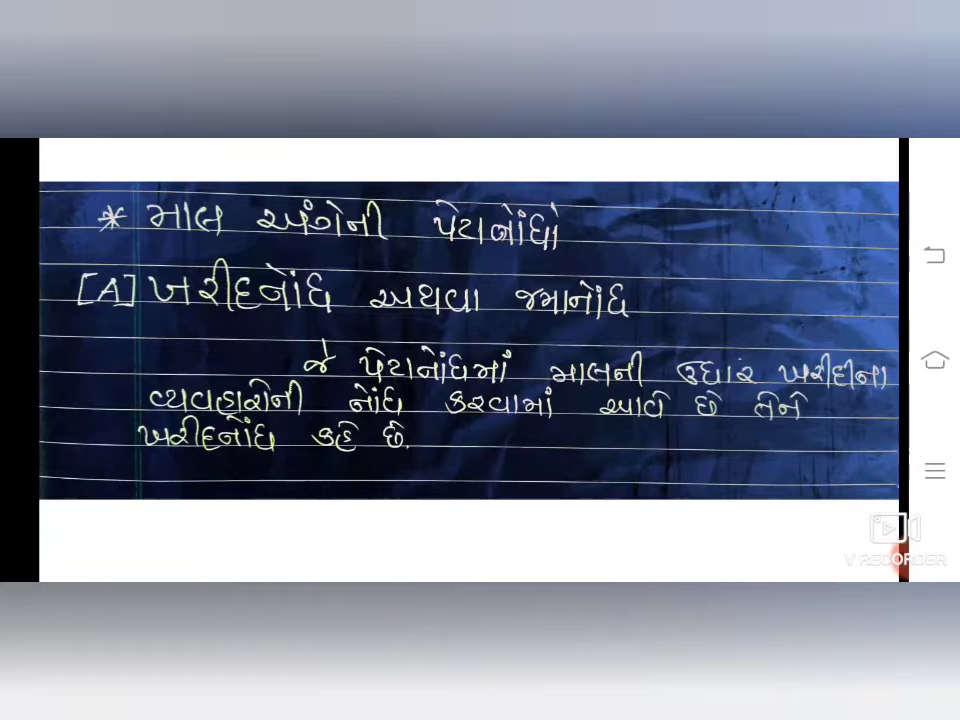 * માલ અંગેની પેટાનોંધો
[A] ખરીદનોંધ અથવા જમાનોંધ
જે પેટાનોંધમાં માલની ઉધાર ખરીદીના
વ્યવહારોની નોંધ કરવામાં આવે છે તેને
ખરીદનોંધ કહે છે.
V RECORDER